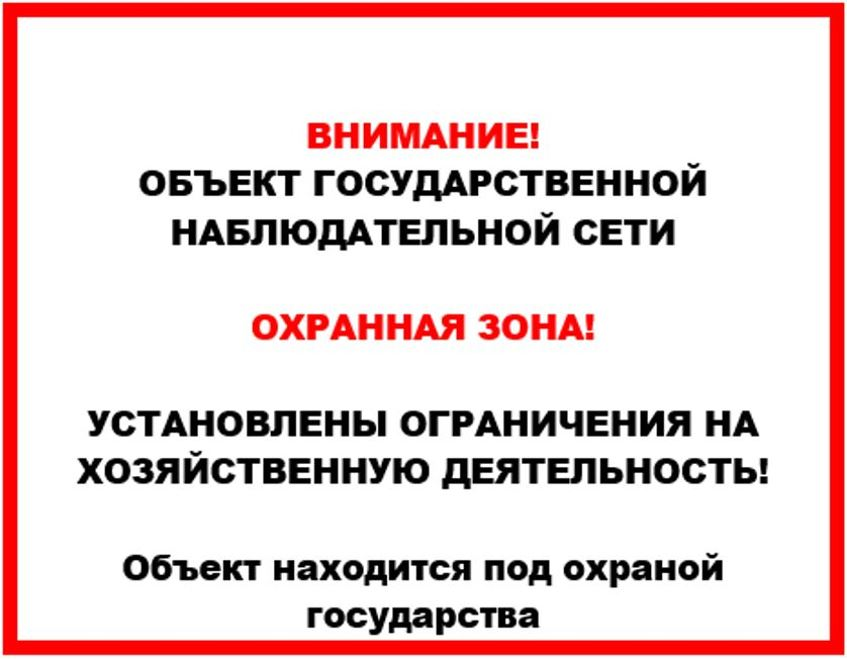 ВНИМАНИЕ!
ОБЪЕКТ ГОСУДАРСТВЕННОЙ
НАБЛЮДАТЕЛЬНОЙ СЕТИ
ОХРАННАЯ ЗОНА!
УСТАНОВЛЕНЫ ОГРАНИЧЕНИЯ НА
ХОЗЯЙСТВЕННУЮ ДЕЯТЕЛЬНОСТЬ!
Объект находится под охраной
государства